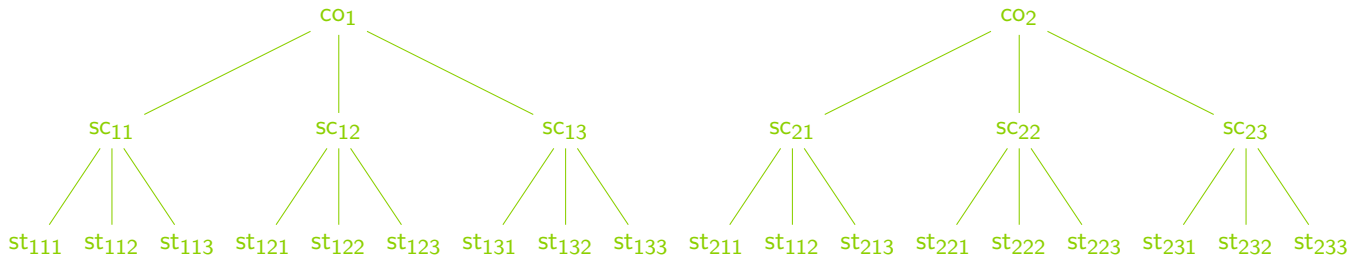 co₁ co₂
sc₁₁ sc₁₂ sc₁₃ sc₂₁ sc₂₂ sc₂₃
st₁₁₁ st₁₁₂ st₁₁₃ st₁₂₁ st₁₂₂ st₁₂₃ st₁₃₁ st₁₃₂ st₁₃₃ st₂₁₁ st₁₁₂ st₂₁₃ st₂₂₁ st₂₂₂ st₂₂₃ st₂₃₁ st₂₃₂ st₂₃₃